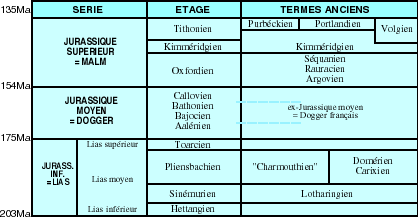 135Ma
SERIE
ETAGE
TERMES ANCIENS
JURASSIQUE
SUPERIEUR
= MALM
Tithonien
Purbéckien
Portlandien
Volgien
Kimméridgien
Kimméridgien
Oxfordien
Séquanien
Rauracien
Argovien
154Ma
JURASSIQUE
MOYEN
= DOGGER
Callovien
Bathonien
Bajocien
Aalénien
ex-Jurassique moyen
= Dogger français
175Ma
JURASS.
INF.
=LIAS
Lias supérieur
Toarcien
Lias moyen
Pliensbachien
"Charmouthien"
Domérien
Carixien
Sinémurien
Lotharingien
Lias inférieur
Hettangien
203Ma